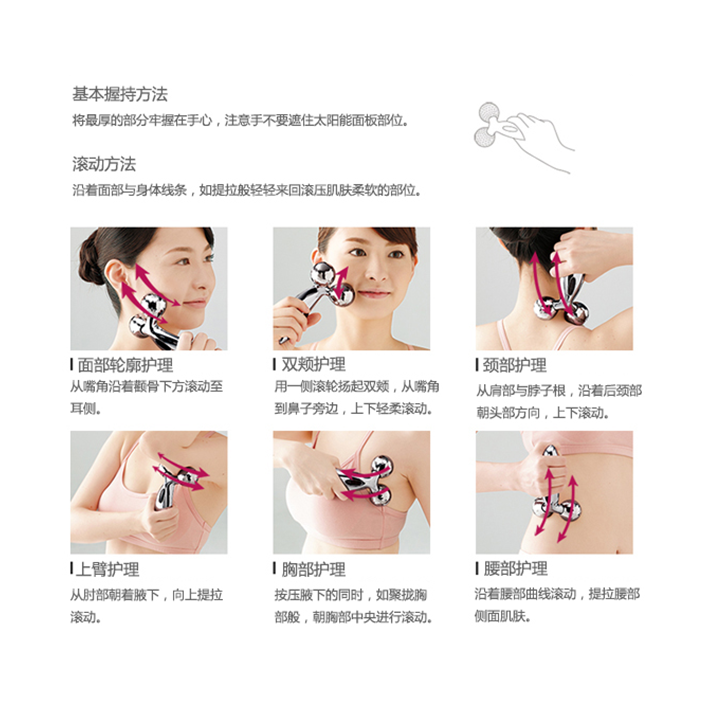 基本握持方法
将最厚的部分牢握在手心，注意手不要遮住太阳能面板部位。
滚动方法
沿着面部与身体线条，如提拉般轻轻来回滚压肌肤柔软的部位。
面部轮廓护理
从嘴角沿着颧骨下方滚动至
耳侧。
双颊护理
用一侧滚轮扬起双颊，从嘴角
到鼻子旁边，上下轻柔滚动。
颈部护理
从肩部与脖子根，沿着后颈部
朝头部方向，上下滚动。
上臂护理
从肘部朝着腋下，向上提拉
滚动。
胸部护理
按压腋下的同时，如聚拢胸
部般，朝胸部中央进行滚动。
腰部护理
沿着腰部曲线滚动，提拉腰部
侧面肌肤。